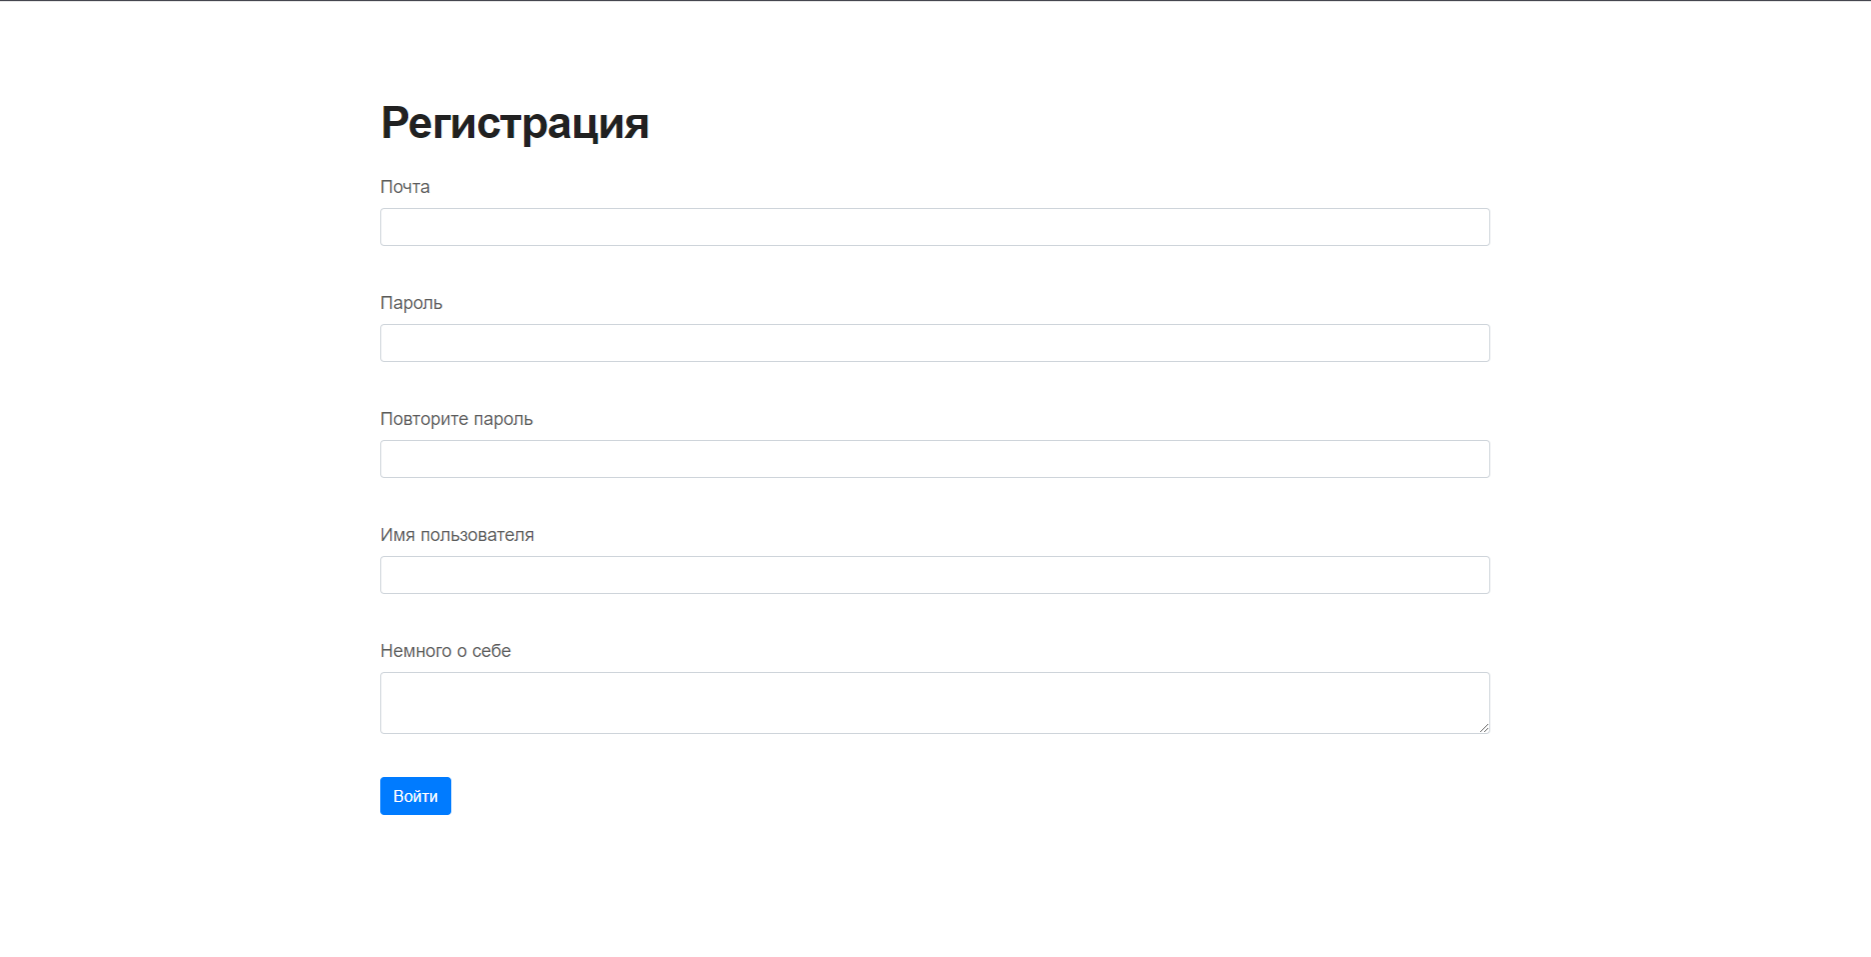 Регистрация
Почта
Пароль
Повторите пароль
Имя пользователя
Немного о себе
Войти